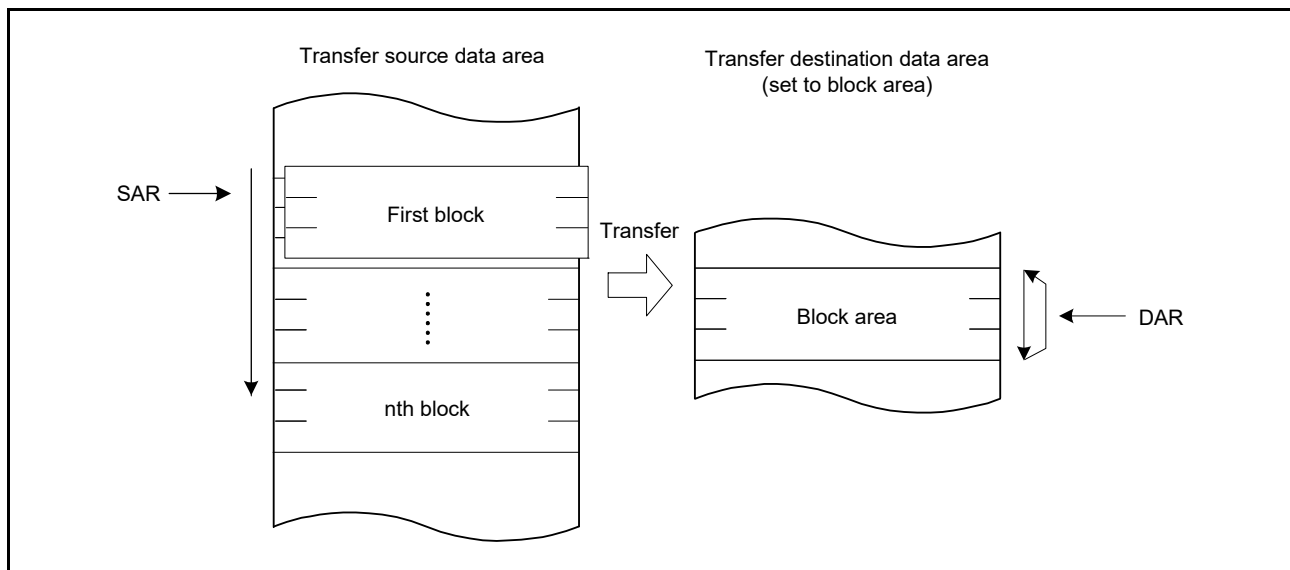 Transfer source data area
Transfer destination data area
(set to block area)
SAR
First block
Transfer
Block area
DAR
nth block